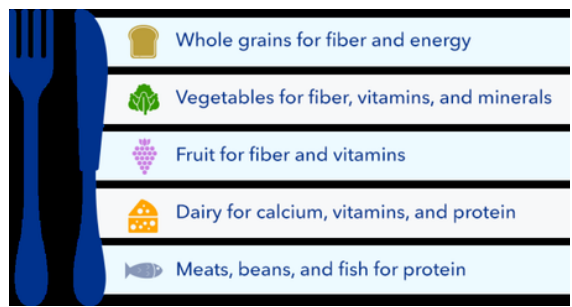 Whole grains for fiber and energy
Vegetables for fiber, vitamins, and minerals
Fruit for fiber and vitamins
Dairy for calcium, vitamins, and protein
Meats, beans, and fish for protein